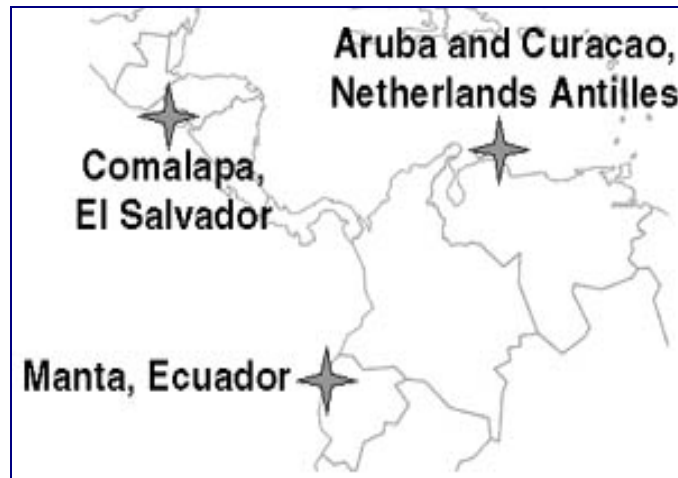 Aruba and Curaçao,
Netherlands Antilles
Comalapa,
El Salvador
Manta, Ecuador